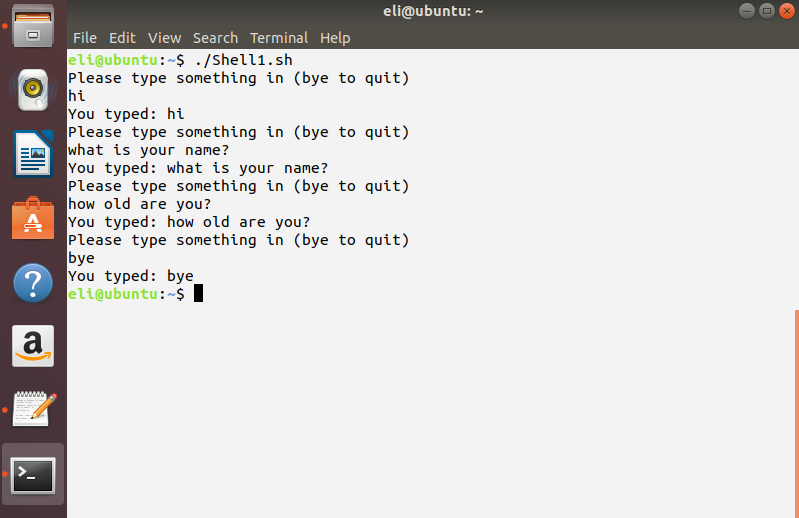 eli@ubuntu: ~
File Edit View Search Terminal Help
eli@ubuntu:~$ ./Shell1.sh
Please type something in (bye to quit)
hi
You typed: hi
Please type something in (bye to quit)
what is your name?
You typed: what is your name?
Please type something in (bye to quit)
how old are you?
You typed: how old are you?
Please type something in (bye to quit)
bye
You typed: bye
eli@ubuntu:~$